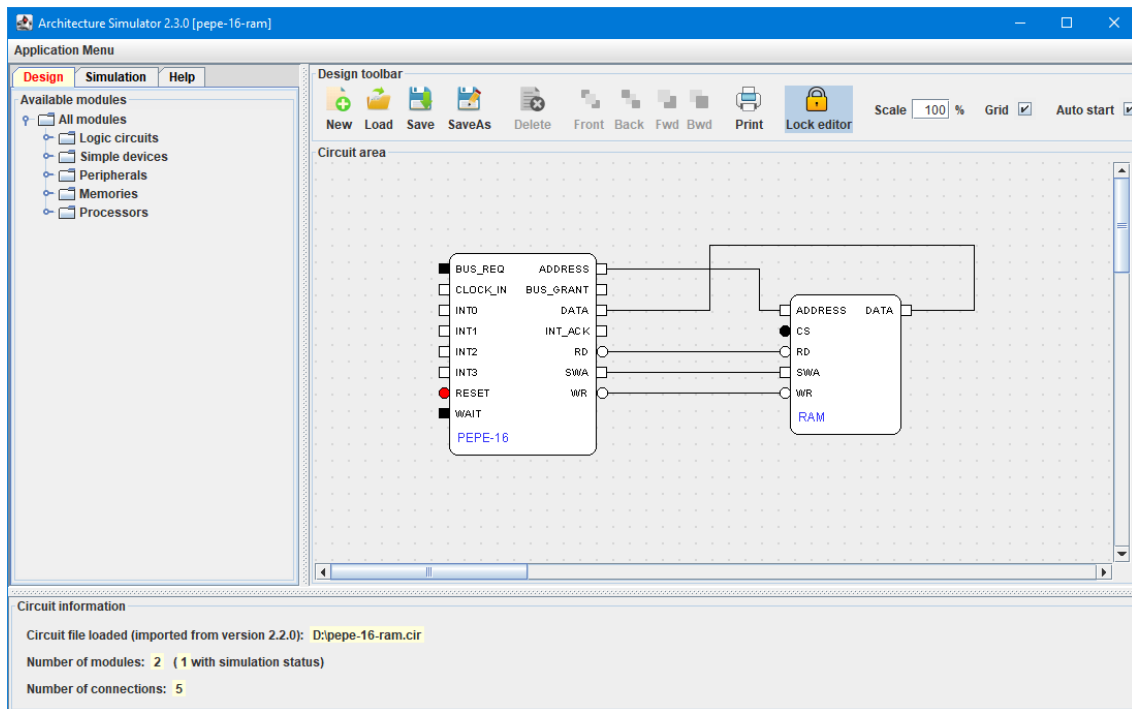 Architecture Simulator 2.3.0 [pepe-16-ram]
Application Menu
Design Simulation Help
Available modules
All modules
Logic circuits
Simple devices
Peripherals
Memories
Processors
Design toolbar
New Load Save SaveAs Delete Front Back Fwd Bwd Print Lock editor Scale 100 % Grid Auto start
Circuit area
BUS_REQ ADDRESS
CLOCK_IN BUS_GRANT
INT0 DATA
INT1 INT_ACK
INT2 RD
INT3 SWA
RESET WR
WAIT
PEPE-16
ADDRESS DATA
CS
RD
SWA
WR
RAM
Circuit information
Circuit file loaded (imported from version 2.2.0): D:\pepe-16-ram.cir
Number of modules: 2 ( 1 with simulation status)
Number of connections: 5